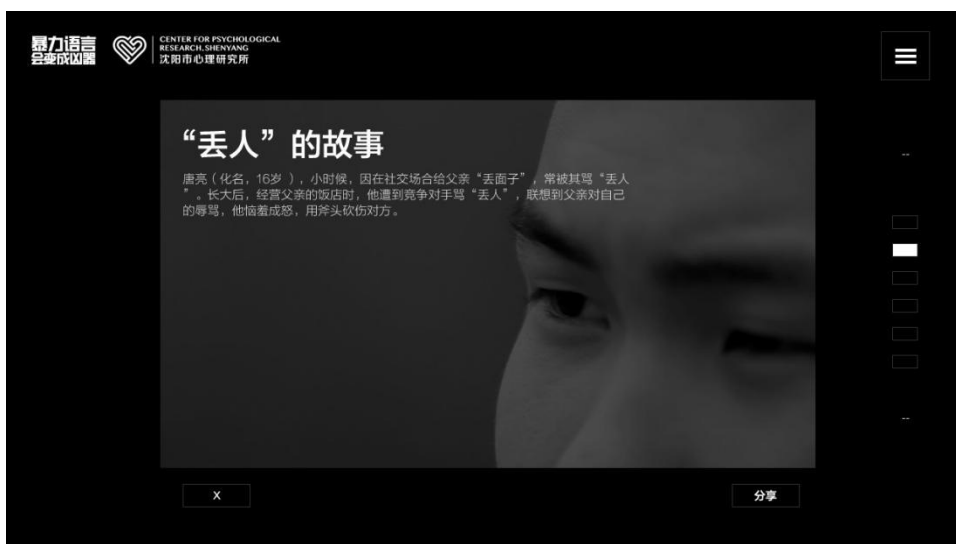 暴力语言
会变成凶器
CENTER FOR PSYCHOLOGICAL
RESEARCH.SHENYANG
沈阳市心理研究所
“丢人”的故事
唐亮（化名，16岁 ），小时候，因在社交场合给父亲“丢面子”，常被其骂“丢人
”。长大后，经营父亲的饭店时，他遭到竞争对手骂“丢人”，联想到父亲对自己
的辱骂，他恼羞成怒，用斧头砍伤对方。
--
--
X
分享